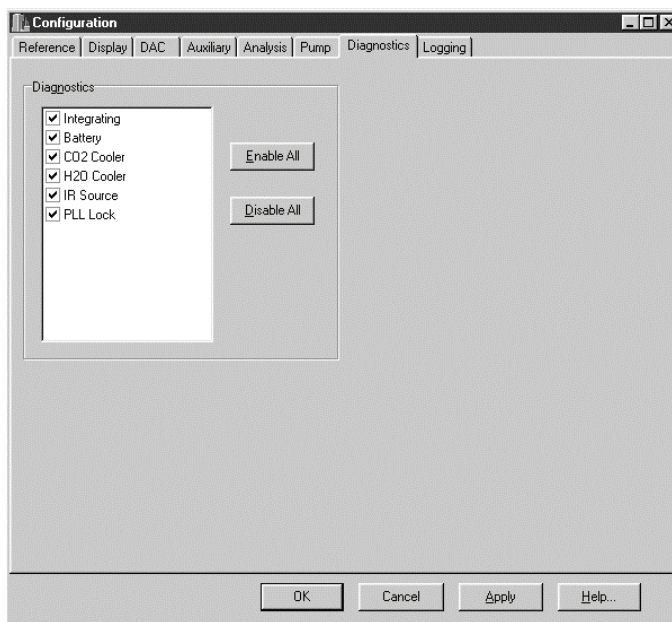 Configuration
Reference Display DAC Auxiliary Analysis Pump Diagnostics Logging
Diagnostics
Integrating
Battery
CO2 Cooler
H2O Cooler
IR Source
PLL Lock
Enable All
Disable All
OK Cancel Apply Help...